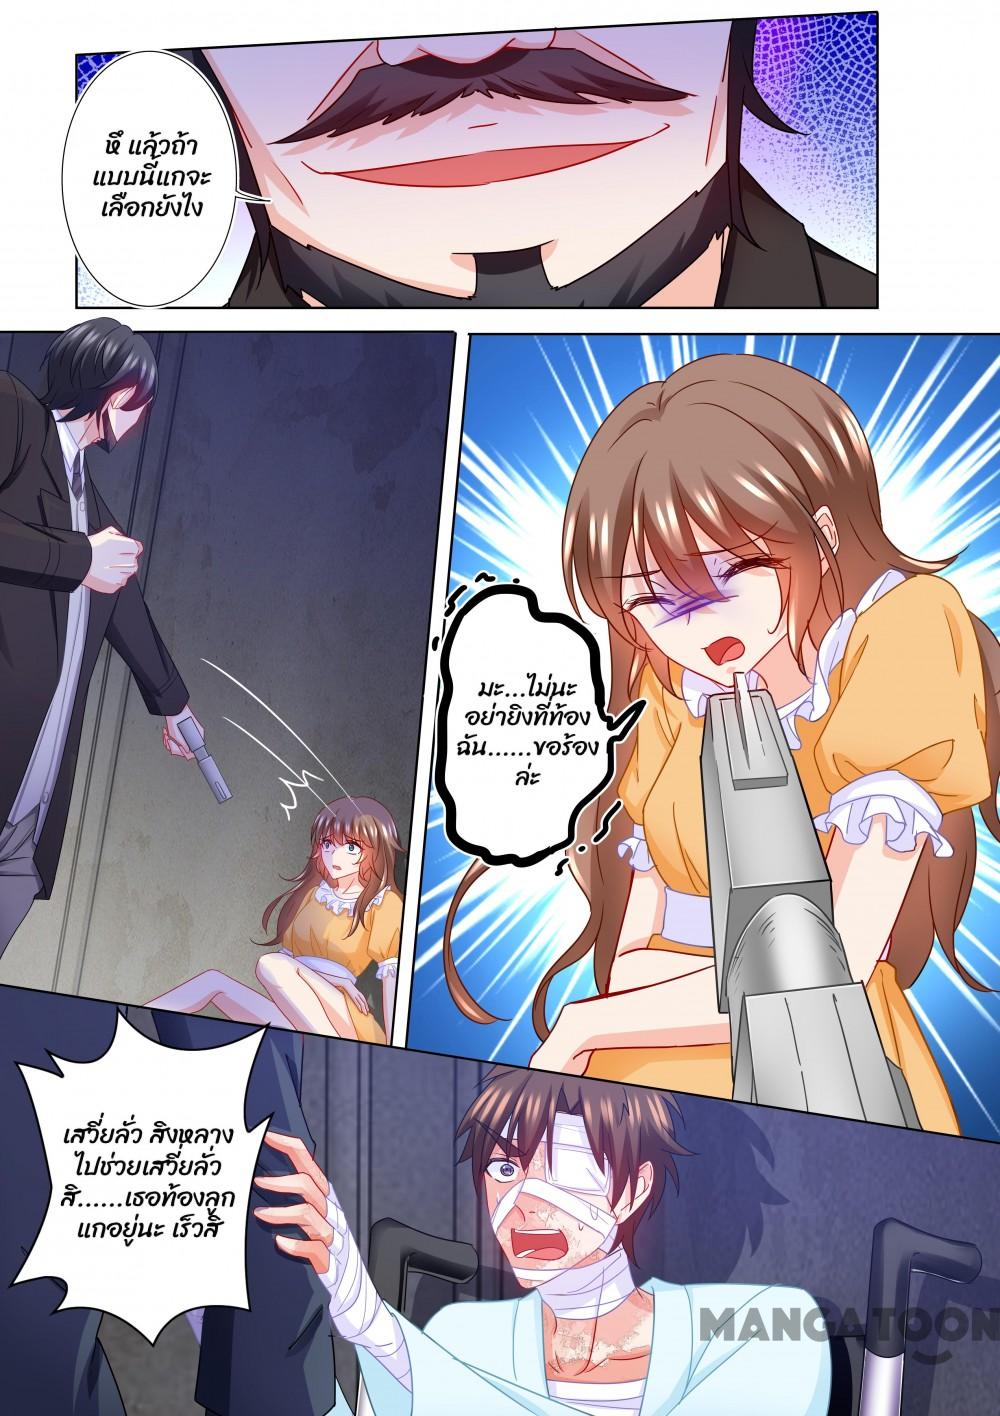 หึ แล้วถ้า
แบบนี้แกจะ
เลือกยังไง
มะ...ไม่นะ
อย่ายิงที่ท้อง
ฉัน......ขอร้อง
ล่ะ
เสวี่ยลั่ว สิงหลาง
ไปช่วยเสวี่ยลั่ว
สิ......เธอท้องลูก
แกอยู่นะ เร็วสิ
MANGATOON